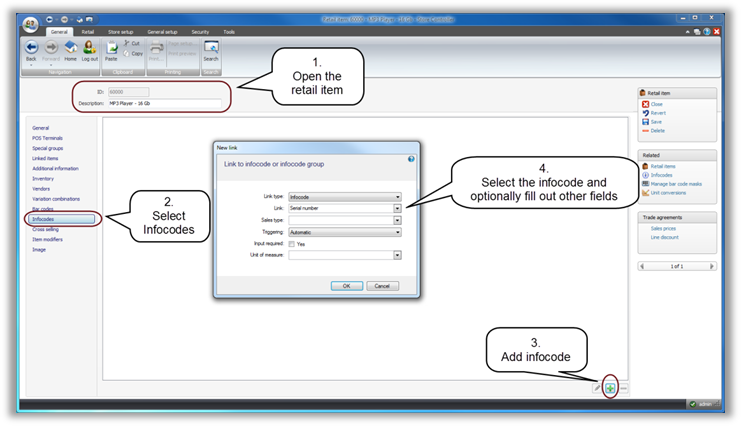 Retail item: 60000 - MP3 Player - 16 Gb - Store Controller
General Retail Store setup General setup Security Tools
Back Forward Home Log out
Paste
Cut
Copy
Print...
Page setup...
Print preview
Search
Navigation Clipboard Printing Search
1.
Open the
retail item
ID: 60000
Description: MP3 Player - 16 Gb
General
POS Terminals
Special groups
Linked items
Additional information
Inventory
Vendors
Variation combinations
Bar codes
Infocodes
Cross selling
Item modifiers
Image
2.
Select
Infocodes
New link
Link to infocode or infocode group
Link type: Infocode
Link: Serial number
Sales type:
Triggering: Automatic
Input required: Yes
Unit of measure:
OK Cancel
4.
Select the infocode and
optionally fill out other fields
3.
Add infocode
Retail item
Close
Revert
Save
Delete
Related
Retail items
Infocodes
Manage bar code masks
Unit conversions
Trade agreements
Sales prices
Line discount
1 of 1
admin